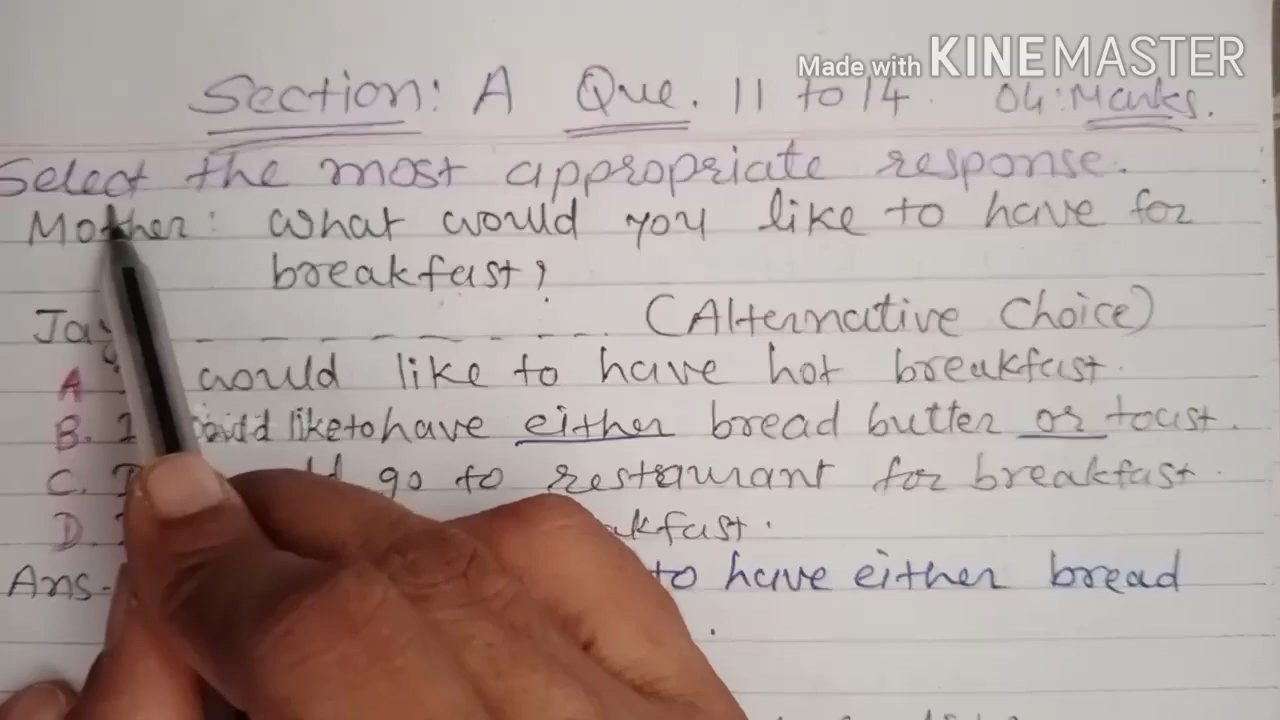 Made with KINEMASTER
Section: A Que. 11 to 14 04: Marks.
Select the most appropriate response.
Mother: What would you like to have for
breakfast?
Jay (Alternative Choice)
A would like to have hot breakfast.
B. I would like to have either bread butter or toast.
C. I go to restaurant for breakfast.
D I
Ans- to have either bread